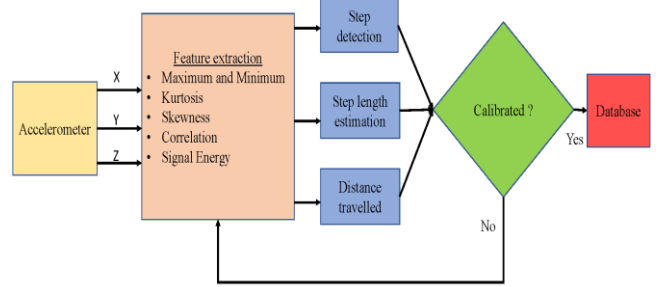 Accelerometer
X
Y
Z
Feature extraction
• Maximum and Minimum
• Kurtosis
• Skewness
• Correlation
• Signal Energy
Step
detection
Step length
estimation
Distance
travelled
Calibrated ?
Yes
No
Database